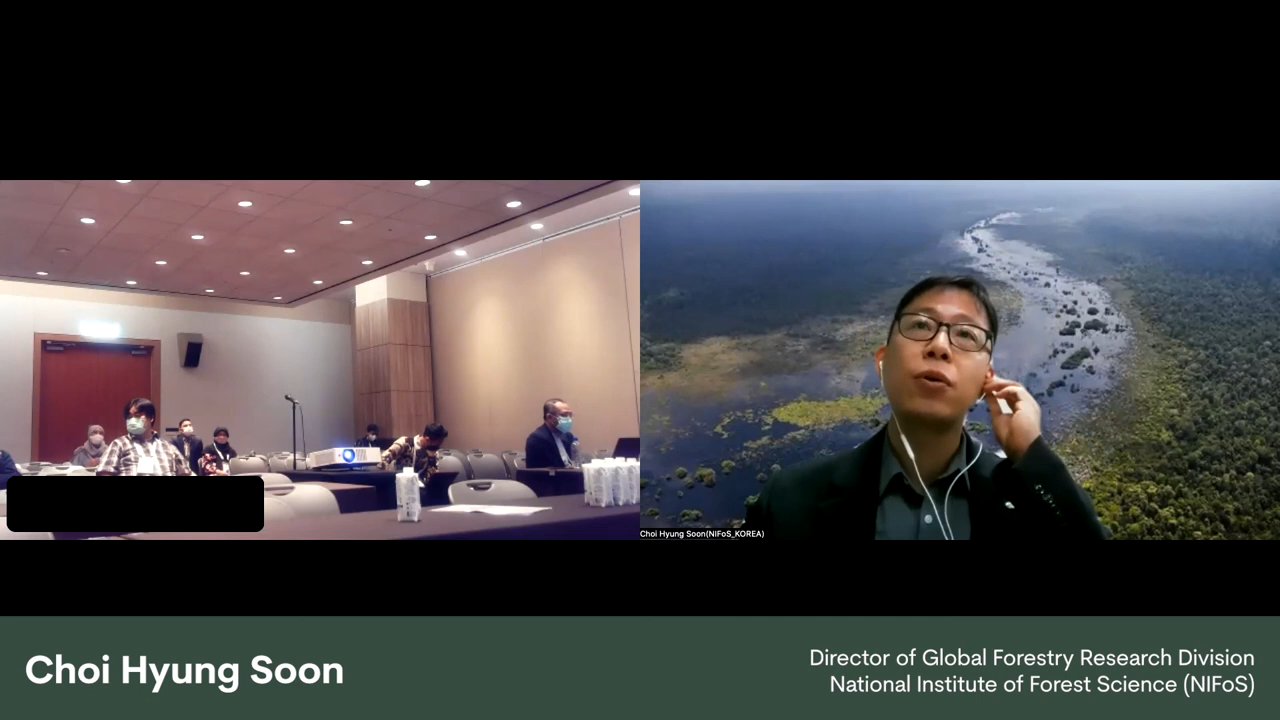 Choi Hyung Soon(NIFoS_KOREA)
Choi Hyung Soon
Director of Global Forestry Research Division
National Institute of Forest Science (NIFoS)